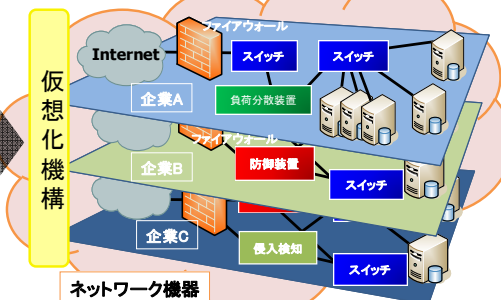 仮想化機構
ファイアウォール
Internet
スイッチ
スイッチ
企業A
負荷分散装置
ファイアウォール
企業B
防御装置
スイッチ
企業C
侵入検知
スイッチ
ネットワーク機器